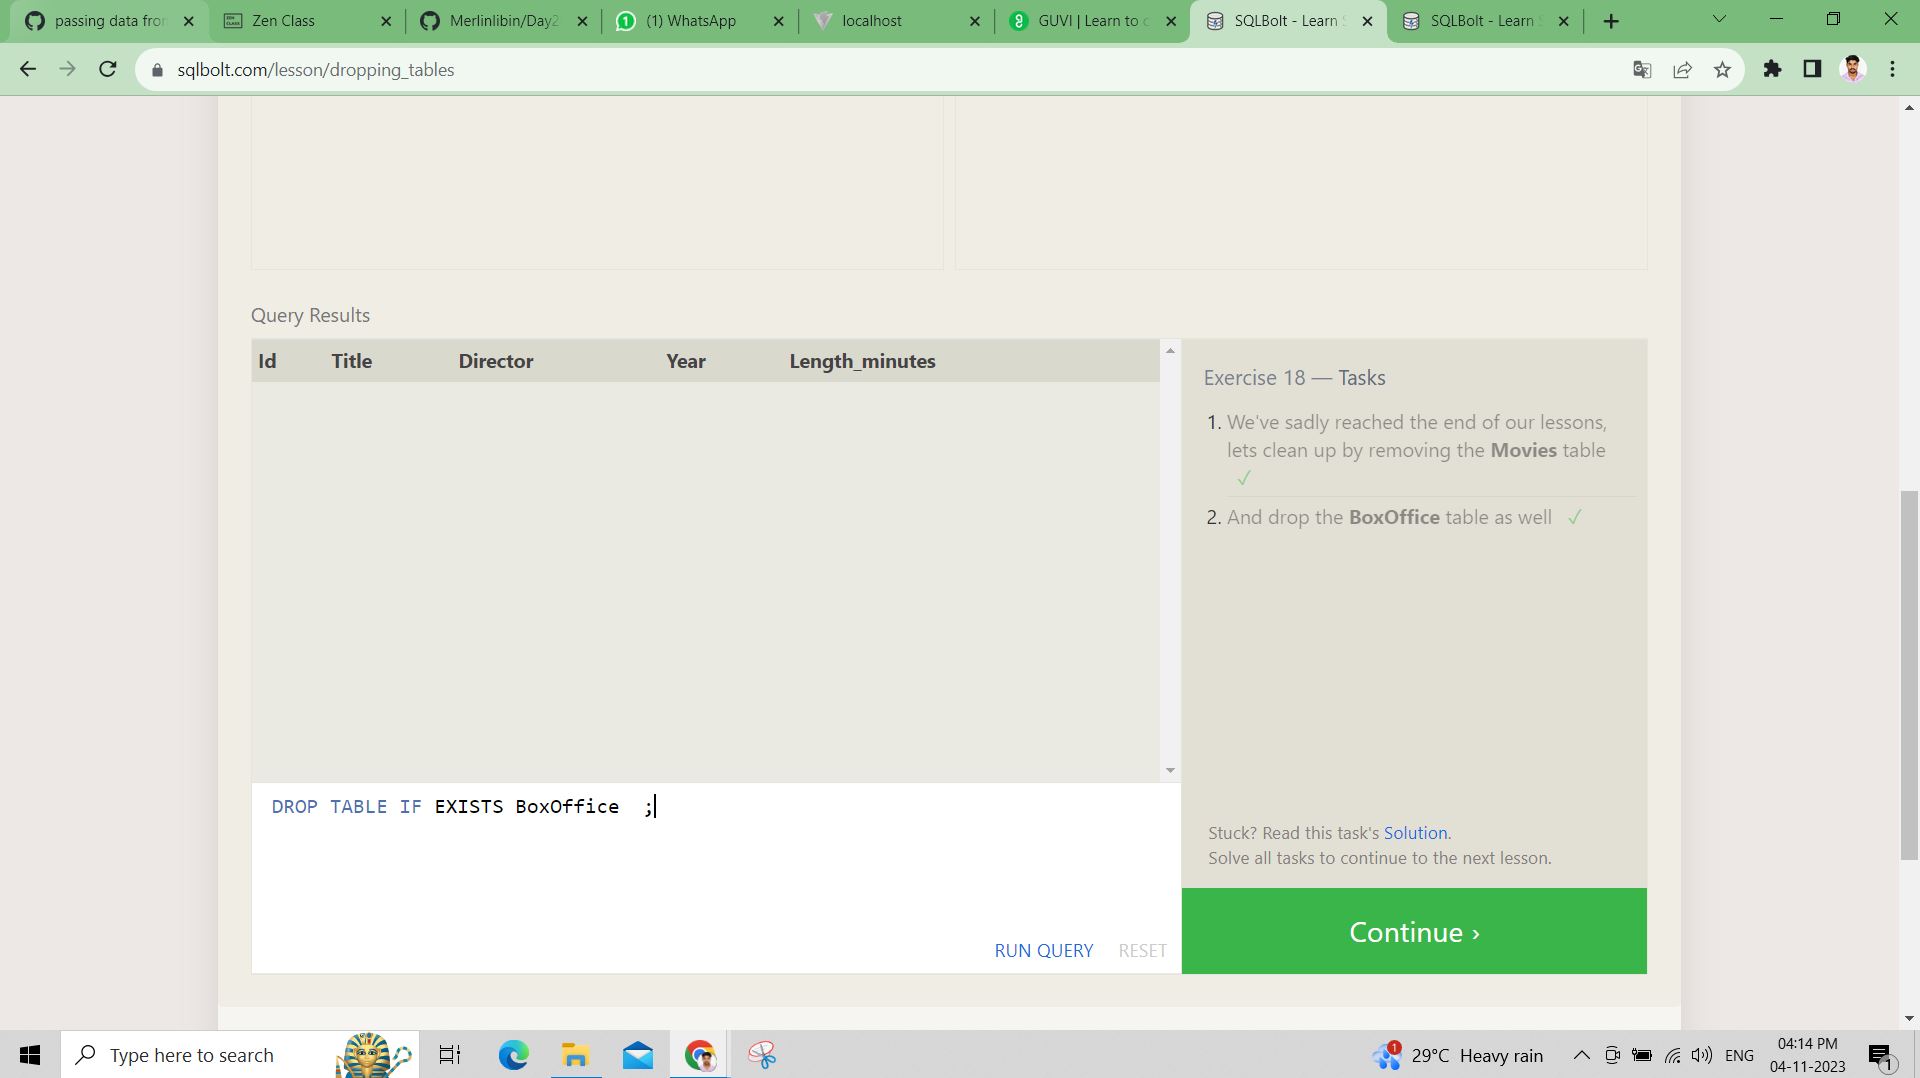 passing data from
Zen Class
Merlinlibin/Day2
(1) WhatsApp
localhost
GUVI | Learn to c
SQLBolt - Learn S
SQLBolt - Learn S
sqlbolt.com/lesson/dropping_tables
Query Results
Id Title Director Year Length_minutes
Exercise 18 — Tasks
1. We've sadly reached the end of our lessons,
lets clean up by removing the Movies table
✓
2. And drop the BoxOffice table as well ✓
DROP TABLE IF EXISTS BoxOffice ;
Stuck? Read this task's Solution.
Solve all tasks to continue to the next lesson.
RUN QUERY RESET
Continue ›
Type here to search
1
29°C Heavy rain
ENG
04:14 PM
04-11-2023
1